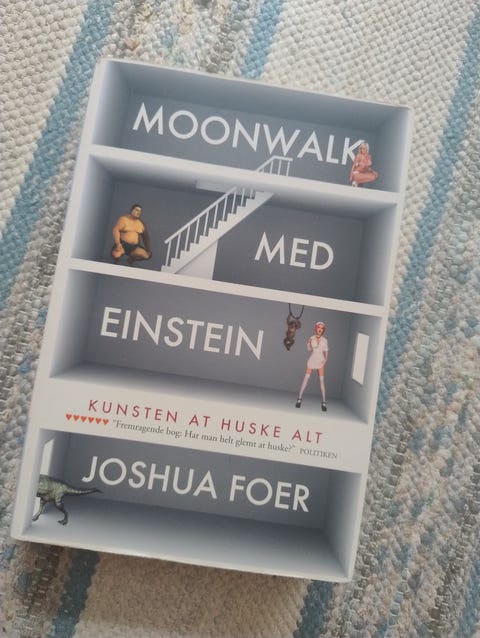 MOONWALK
MED
EINSTEIN
KUNSTEN AT HUSKE ALT
♥♥♥♥♥♥ "Fremragende bog: Har man helt glemt at huske?" POLITIKEN
JOSHUA FOER